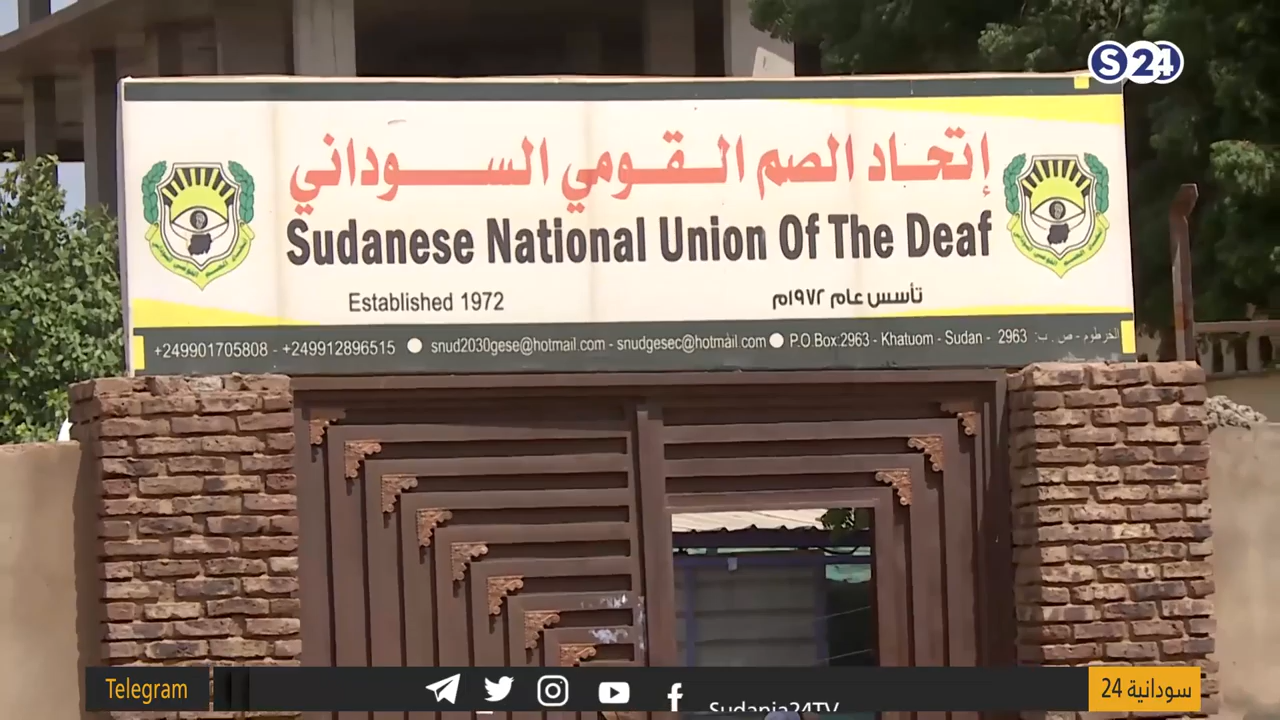 S24
إتحاد الصم القومي السوداني
Sudanese National Union Of The Deaf
Established 1972
تأسس عام ١٩٧٢م
+249901705808 - +249912896515 ● snud2030gese@hotmail.com - snudgesec@hotmail.com ● P.O Box:2963 - Khatuom - Sudan - 2963 الخرطوم - ص . ب:
Telegram
Sudania24TV
سودانية 24